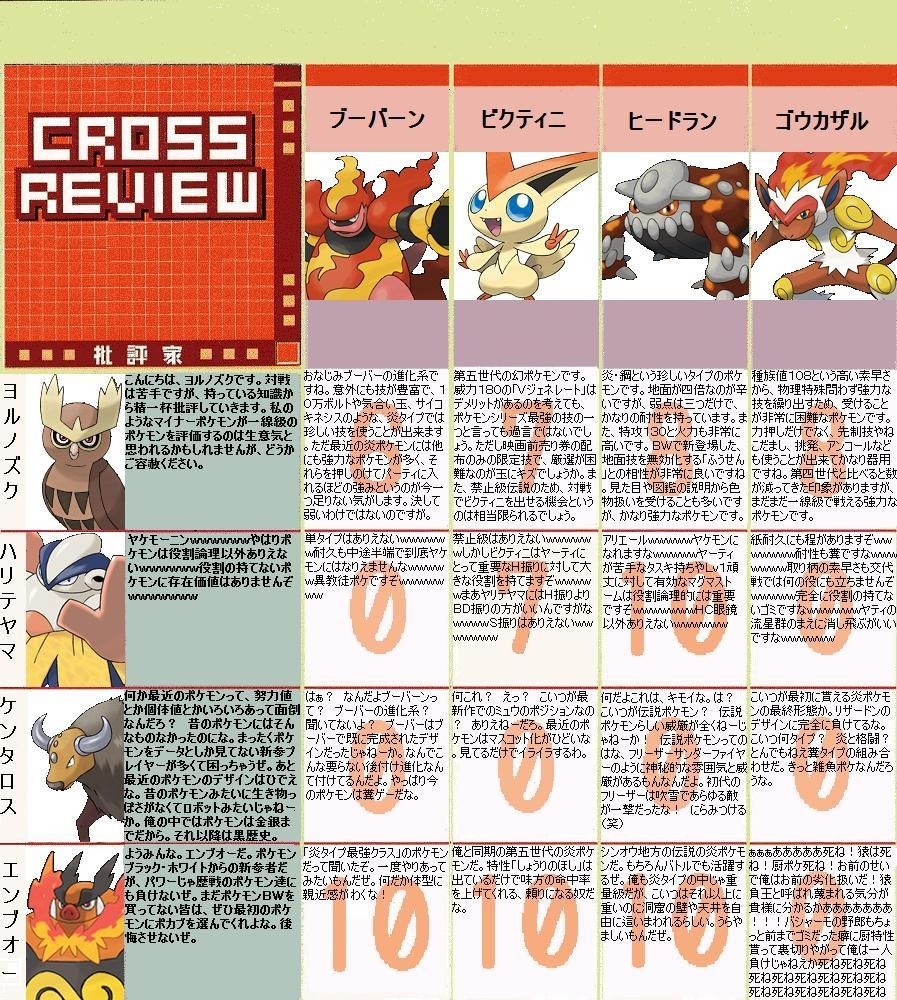 CROSS
REVIEW
批評家
ブーバーン
ビクティニ
ヒードラン
ゴウカザル
ヨルノズク
こんにちは、ヨルノズクです。対戦
は苦手ですが、持っている知識か
ら精一杯批評していきます。私の
ようなマイナーポケモンが一線級の
ポケモンを評価するのは生意気と
思われるかもしれませんが、どうか
ご容赦ください。
おなじみブーバーの進化系で
すね。意外にも技が豊富で、1
0万ボルトや気合い玉、サイコ
キネシスのような、炎タイプでは
珍しい技を使うことが出来ます
。ただ最近の炎ポケモンには他
にも強力なポケモンが多く、そ
れらを押しのけてパーティに入
れるほどの強みというのが今一
つ足りない気がします。決して
弱いわけではないのですが。
第五世代の幻ポケモンです。
威力180の「Vジェネレート」は
デメリットがあるのを考えても、
ポケモンシリーズ最強の技の一
つと言っても過言ではないでし
ょう。ただし映画前売り券の配
布のみの限定技で、厳選が困
難なのが玉にキズでしょうか。ま
た、禁止級伝説のため、対戦
でビクティニを出せる機会という
のは相当限られるでしょう。
炎・鋼という珍しいタイプのポケ
モンです。地面が四倍なのが辛
いですが、弱点は三つだけで、
かなりの耐性を持っています。ま
た、特攻130と火力も非常に
高いです。BWで新登場した、
地面技を無効化する「ふうせん」
との相性が非常に良いですね
。見た目や図鑑の説明から色
物扱いを受けることも多いです
が、かなり強力なポケモンです。
種族値108という高い素早さ
から、物理特殊問わず強力な
技を繰り出すため、受けること
が非常に困難なポケモンです。
力押しだけでなく、先制技やね
こだまし、挑発、アンコールなど
も使うことが出来てかなり器用
ですね。第四世代と比べると数
が減ってきた印象がありますが、
まだまだ一線級で戦える強力な
ポケモンです。
ハリテヤマ
ヤケモーニンwwwwwwwやはりポ
ケモンは役割論理以外ありえな
いwwwwwww役割の持てない
ポケモンに存在価値はありませんぞ
wwwwwwww
単タイプはありえないwwwwwww
w耐久も中途半端で到底ヤケモ
ンにはなりえませんなwwwwwww
w異教徒ポケですぞwwwwwww
ww
0
禁止級はありえないwwwwwww
wしかしビクティニはヤーティに
とって重要なH振りに対して大
きな役割を持てますぞwwwww
wまあヤリテヤマにはH振りより
BD振りの方がいいんですがな
wwwwwwS振りはありえないww
wwwwww
アリエールwwwwwwヤケモンに
なれますなwwwwwwwヤーティ
が苦手なタスキ持ちやレヴ1頑
丈に対して有効なマグマスト
ームは役割論理的には重要
ですぞwwwwwwwwHC眼鏡
以外ありえないwwwwwwww
10
紙耐久にも程がありますぞww
wwwwww耐性も糞ですなwww
wwwww取り柄の素早さも交代
戦では何の役にも立ちませんぞ
wwwwwww完全に役割の持てな
いゴミですなwwwwwwwヤティの
流星群のまえに消し飛ぶがいい
ですなwwwwwwww
ケンタロス
何か最近のポケモンって、努力値
とか個体値とかいろいろあって面倒
なんだろ？ 昔のポケモンにはそん
なものなかったのにな。まったくポケ
モンをデータとしか見てない新参プ
レイヤーが多くて困っちゃうぜ。あと
最近のポケモンのデザインはひでえ
な。昔のポケモンみたいに生き物っ
ぽさがなくてロボットみたいじゃねー
か。俺の中ではポケモンは金銀ま
でだから。それ以降は黒歴史。
はぁ？ なんだよブーバーンっ
て？ ブーバーの進化系？
聞いてないよ？ ブーバーはブ
ーバーで既に完成されたデザイ
ンだったじゃねーか。なんでこ
んな要らない後付け進化なん
て付けてるんだよ。やっぱり今
のポケモンは糞ゲーだな。
0
何これ？ えっ？ こいつが最
新作でのミュウのポジションなの
？ ありえねーだろ。最近のポ
ケモンはマスコット化がひどいな
。見てるだけでイライラするわ。
0
何だよこれは、キモイな。は？
こいつが伝説ポケモン？ 伝説
ポケモンらしい威厳が全くねーじ
ゃねーか！ 伝説ポケモンっての
はな、フリーザーサンダーファイヤ
ーのように神秘的な雰囲気と威
厳があるもんなんだよ。初代の
フリーザーは吹雪であらゆる敵
が一撃だったな！ にらみつける
(笑)
0
こいつが最初に貰える炎ポケモ
ンの最終形態か。リザードンの
デザインに完全に負けてるな。
こいつ何タイプ？ 炎と格闘？
とんでもねえ糞タイプの組み合
わせだ。きっと雑魚ポケなんだろ
うな。
0
エンブオー
ようみんな。エンブオーだ。ポケモン
ブラック・ホワイトからの新参者だ
が、パワーじゃ歴戦のポケモン達に
も負けないぜ。まだポケモンBWを
買ってない皆は、ぜひ最初のポケ
モンにポカブを選んでくれよな。後
悔させないぜ。
「炎タイプ最強クラス」のポケモン
だって聞いたぞ。一度やりあって
みたいもんだぜ。何だか体型に
親近感がわくな！
10
俺と同期の第五世代の炎ポケ
モンだ。特性「しょうりのほし」は
出ているだけで味方の命中率
を上げてくれる、頼りになる奴だ
な。
10
シンオウ地方の伝説の炎ポケモ
ンだ。もちろんバトルでも活躍す
るぜ。俺も炎タイプの中じゃ重
量級だが、こいつはそれ以上に
重いのに洞窟の壁や天井を自
由に這いまわれるらしい。うらや
ましいもんだぜ。
10
ぁぁぁああああああ死ね！猿は死
ね！厨ポケ死ね！お前のせい
で俺はお前の劣化扱いだ！猿
負王と呼ばれ蔑まれる気分が
貴様に分かるかぁああああああ
！！！バシャーモの野郎もちょ
っと前までゴミだった癖に厨特性
貰って裏切りやがって俺は一人
負けじゃねえか死ね死ね死ね
死ね死ね死ね死ね死ね死ね
死ね死ね死ね死ね死ね死ね